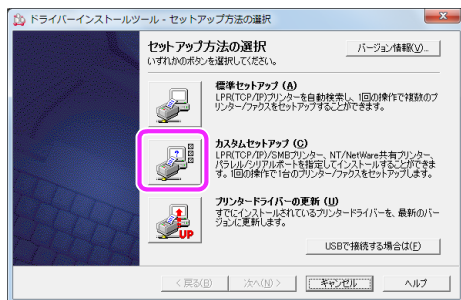 ドライバーインストールツール - セットアップ方法の選択
セットアップ方法の選択
いずれかのボタンを選択してください。
バージョン情報(V)...
標準セットアップ (A)
LPR(TCP/IP)プリンターを自動検索し、1回の操作で複数のプ
リンター/ファクスをセットアップすることができます。
カスタムセットアップ (C)
LPR(TCP/IP)/SMBプリンター、NT/NetWare共有プリンター、
パラレル/シリアルポートを指定してインストールすることができま
す。1回の操作で1台のプリンター/ファクスをセットアップします。
プリンタードライバーの更新 (U)
すでにインストールされているプリンタードライバーを、最新のバー
ジョンに更新します。
UP
USBで接続する場合は(F)
< 戻る(B)
次へ(N) >
キャンセル
ヘルプ